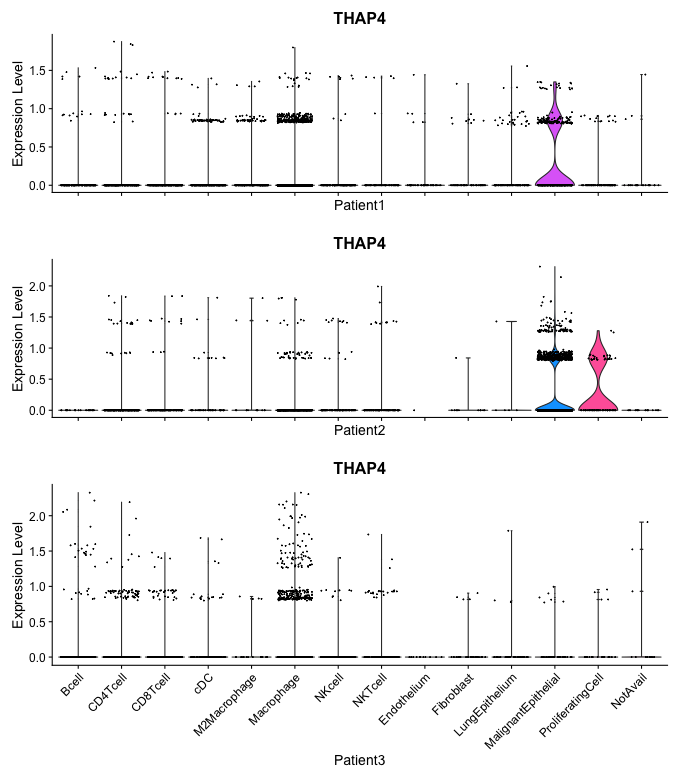 THAP4
Expression Level
1.5
1.0
0.5
0.0
Patient1
THAP4
Expression Level
2.0
1.5
1.0
0.5
0.0
Patient2
THAP4
Expression Level
2.0
1.5
1.0
0.5
0.0
Bcell
CD4Tcell
CD8Tcell
cDC
M2Macrophage
Macrophage
NKcell
NKTcell
Endothelium
Fibroblast
LungEpithelium
MalignantEpithelial
ProliferatingCell
NotAvail
Patient3